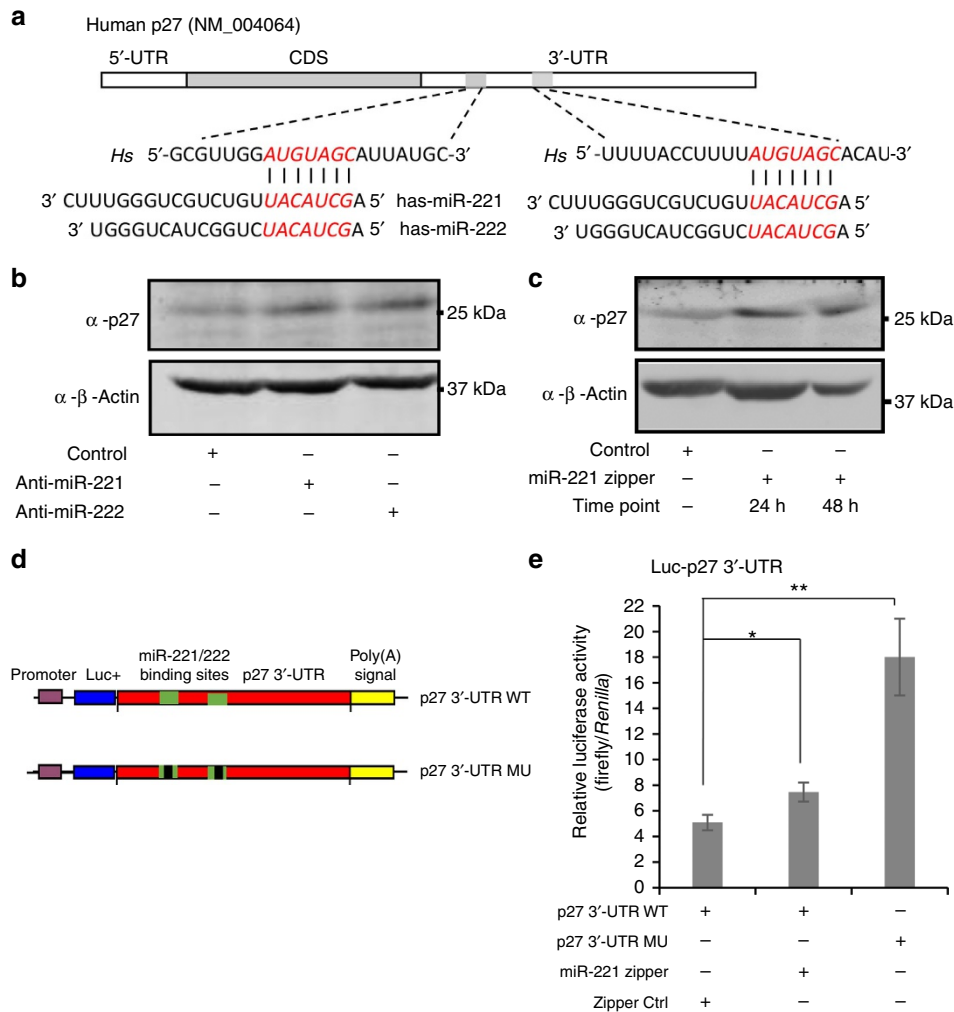 a
Human p27 (NM_004064)
5′-UTR CDS 3′-UTR
Hs 5′-GCGUUGGAUGUAGCAUUAUGC-3′
3′ CUUUGGGUCGUCUGUUACAUCGA 5′ has-miR-221
3′ UGGGUCAUCGGUCUACAUCGA 5′ has-miR-222
Hs 5′ -UUUUACCUUUUAUGUAGCACAU-3′
3′ CUUUGGGUCGUCUGUUACAUCGA 5′
3′ UGGGUCAUCGGUCUACAUCGA 5′
b
α -p27 25 kDa
α -β -Actin 37 kDa
Control + – –
Anti-miR-221 – + –
Anti-miR-222 – – +
c
α -p27 25 kDa
α -β -Actin 37 kDa
Control + – –
miR-221 zipper – + +
Time point – 24 h 48 h
d
Promoter Luc+ miR-221/222 binding sites p27 3′-UTR Poly(A) signal
p27 3′-UTR WT
p27 3′-UTR MU
e
Luc-p27 3′-UTR
**
*
Relative luciferase activity
(firefly/Renilla)
22
20
18
16
14
12
10
8
6
4
2
0
p27 3′-UTR WT + + –
p27 3′-UTR MU – – +
miR-221 zipper – + –
Zipper Ctrl + – –